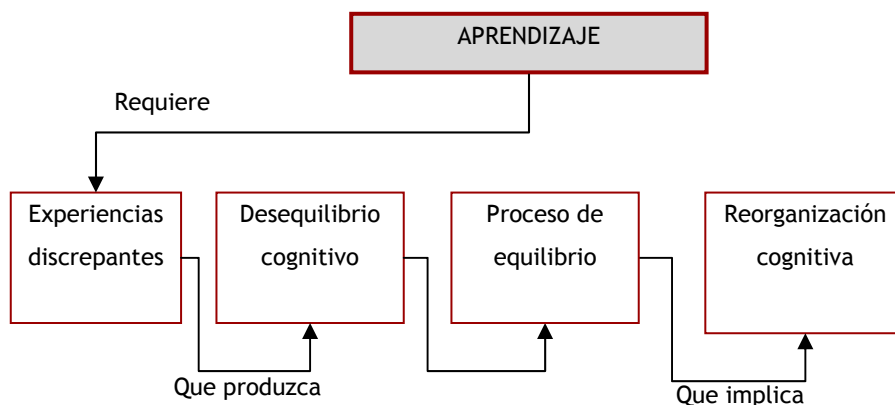 APRENDIZAJE
Requiere
Experiencias
discrepantes
Desequilibrio
cognitivo
Proceso de
equilibrio
Reorganización
cognitiva
Que produzca
Que implica